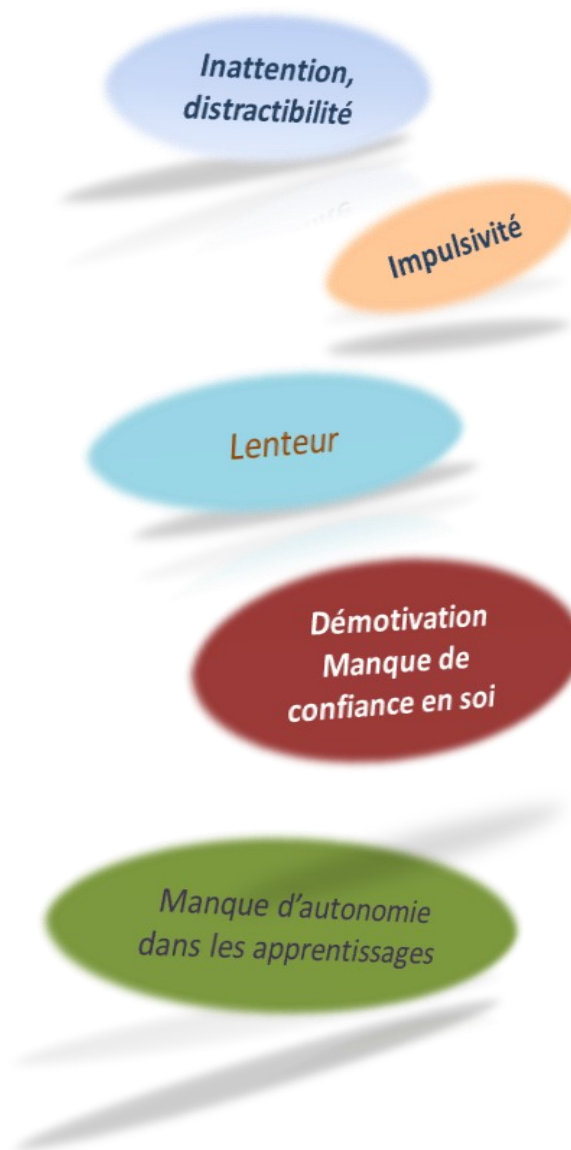 Inattention,
distractibilité
Impulsivité
Lenteur
Démotivation
Manque de
confiance en soi
Manque d'autonomie
dans les apprentissages